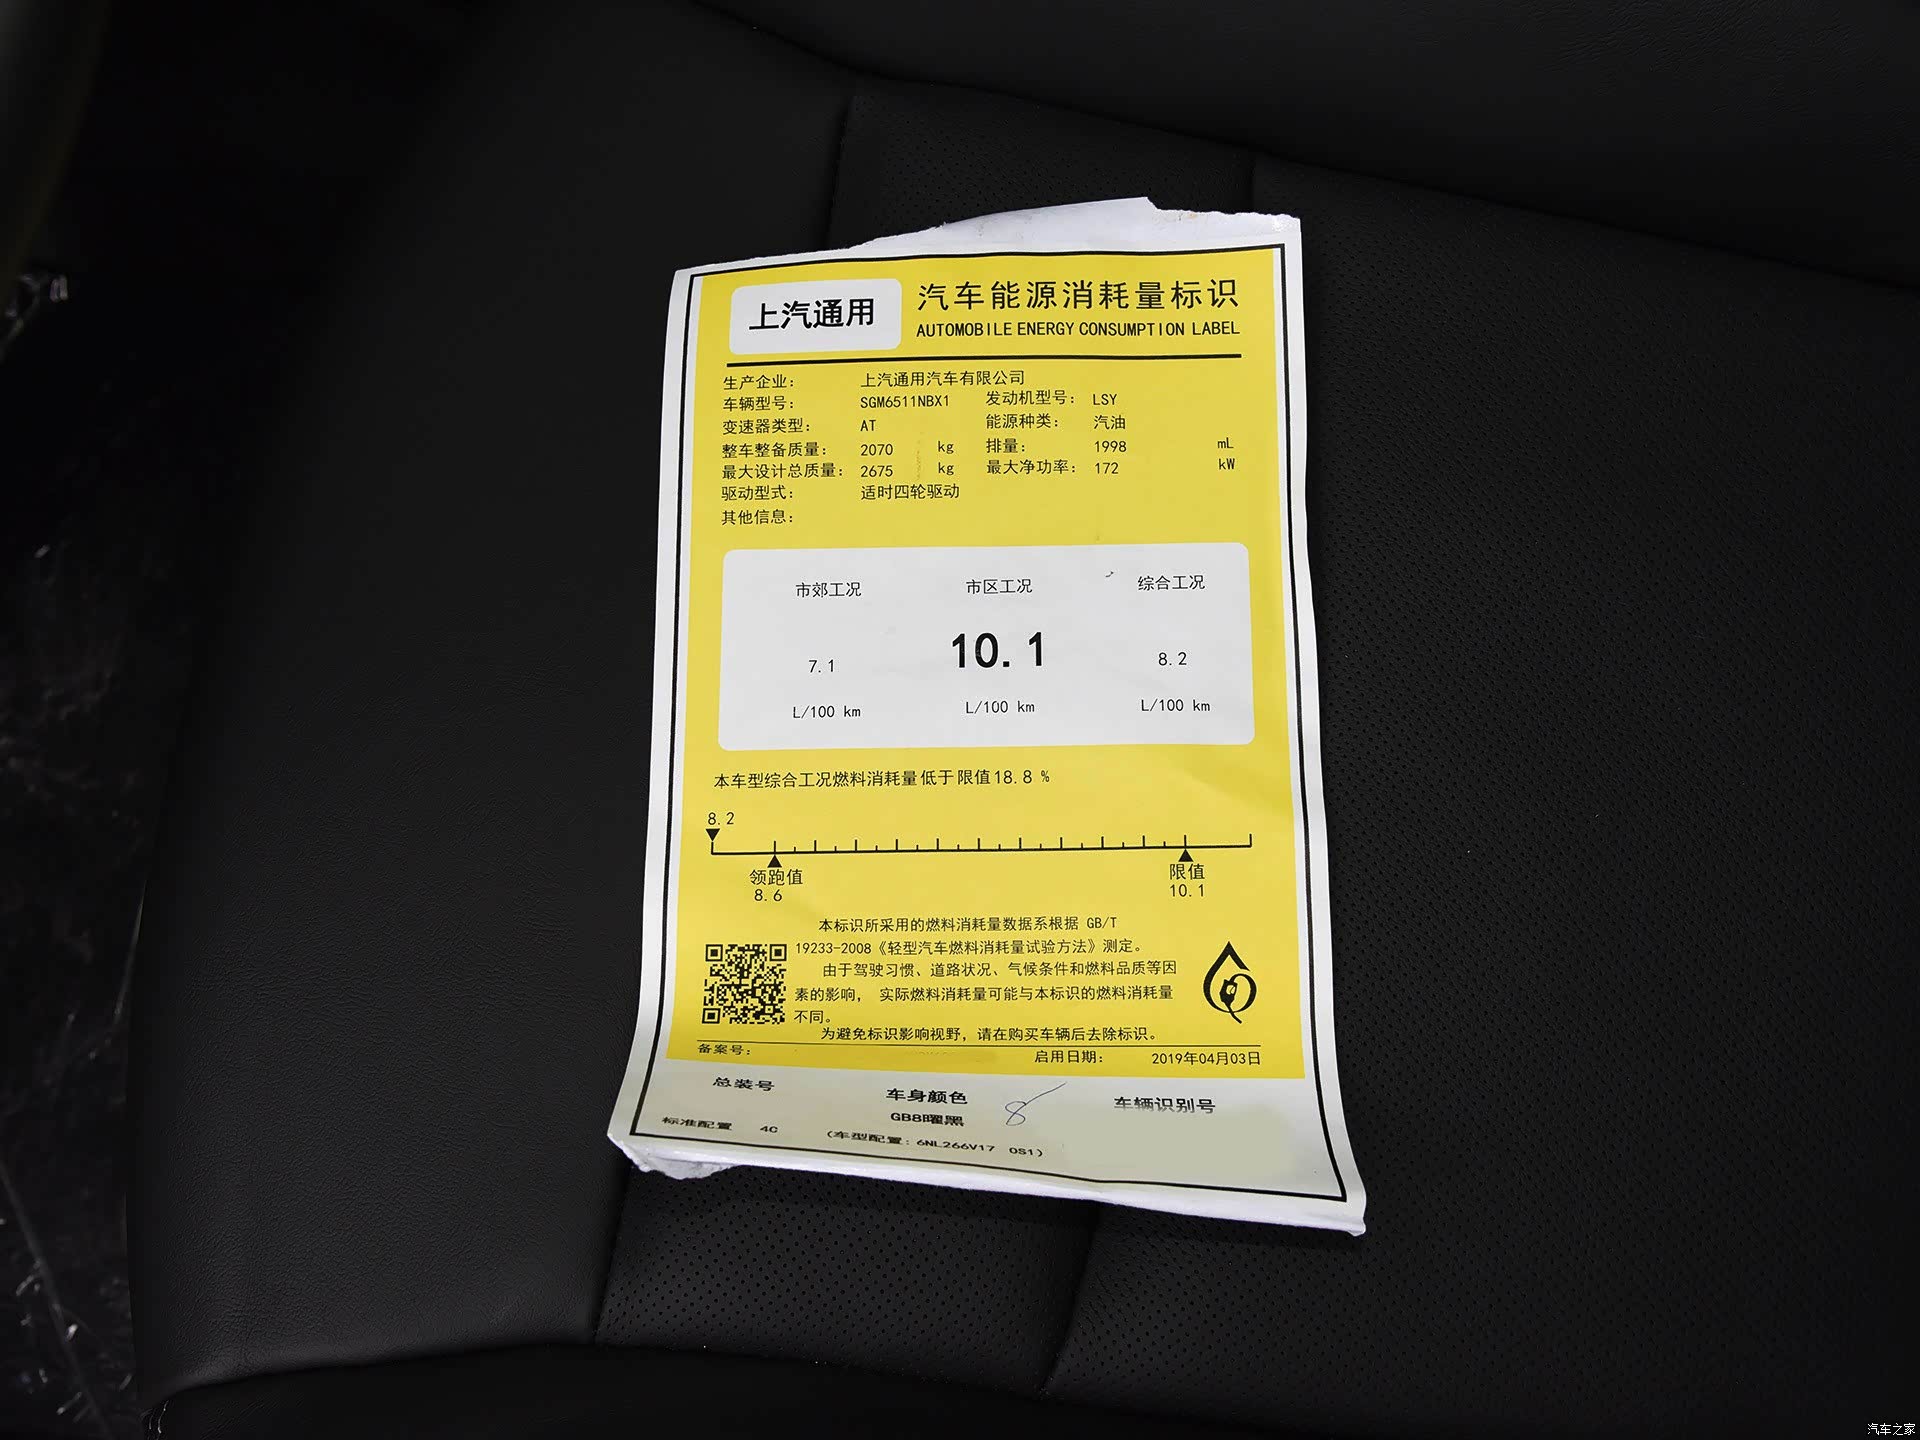 上汽通用
汽车能源消耗量标识
AUTOMOBILE ENERGY CONSUMPTION LABEL
生产企业： 上汽通用汽车有限公司
车辆型号： SGM6511NBX1 发动机型号： LSY
变速器类型： AT 能源种类： 汽油
整车整备质量： 2070 kg 排量： 1998 mL
最大设计总质量： 2675 kg 最大净功率： 172 kW
驱动型式： 适时四轮驱动
其他信息：
市郊工况 市区工况 综合工况
7.1 10.1 8.2
L/100 km L/100 km L/100 km
本车型综合工况燃料消耗量低于限值18.8 %
8.2
领跑值 限值
8.6 10.1
本标识所采用的燃料消耗量数据系根据 GB/T
19233-2008《轻型汽车燃料消耗量试验方法》测定。
由于驾驶习惯、道路状况、气候条件和燃料品质等因
素的影响， 实际燃料消耗量可能与本标识的燃料消耗量
不同。
为避免标识影响视野，请在购买车辆后去除标识。
备案号： 启用日期： 2019年04月03日
总装号 车身颜色 8 车辆识别号
GB8曜黑
标准配置 4C (车型配置：6NL266V17 0S1)
汽车之家